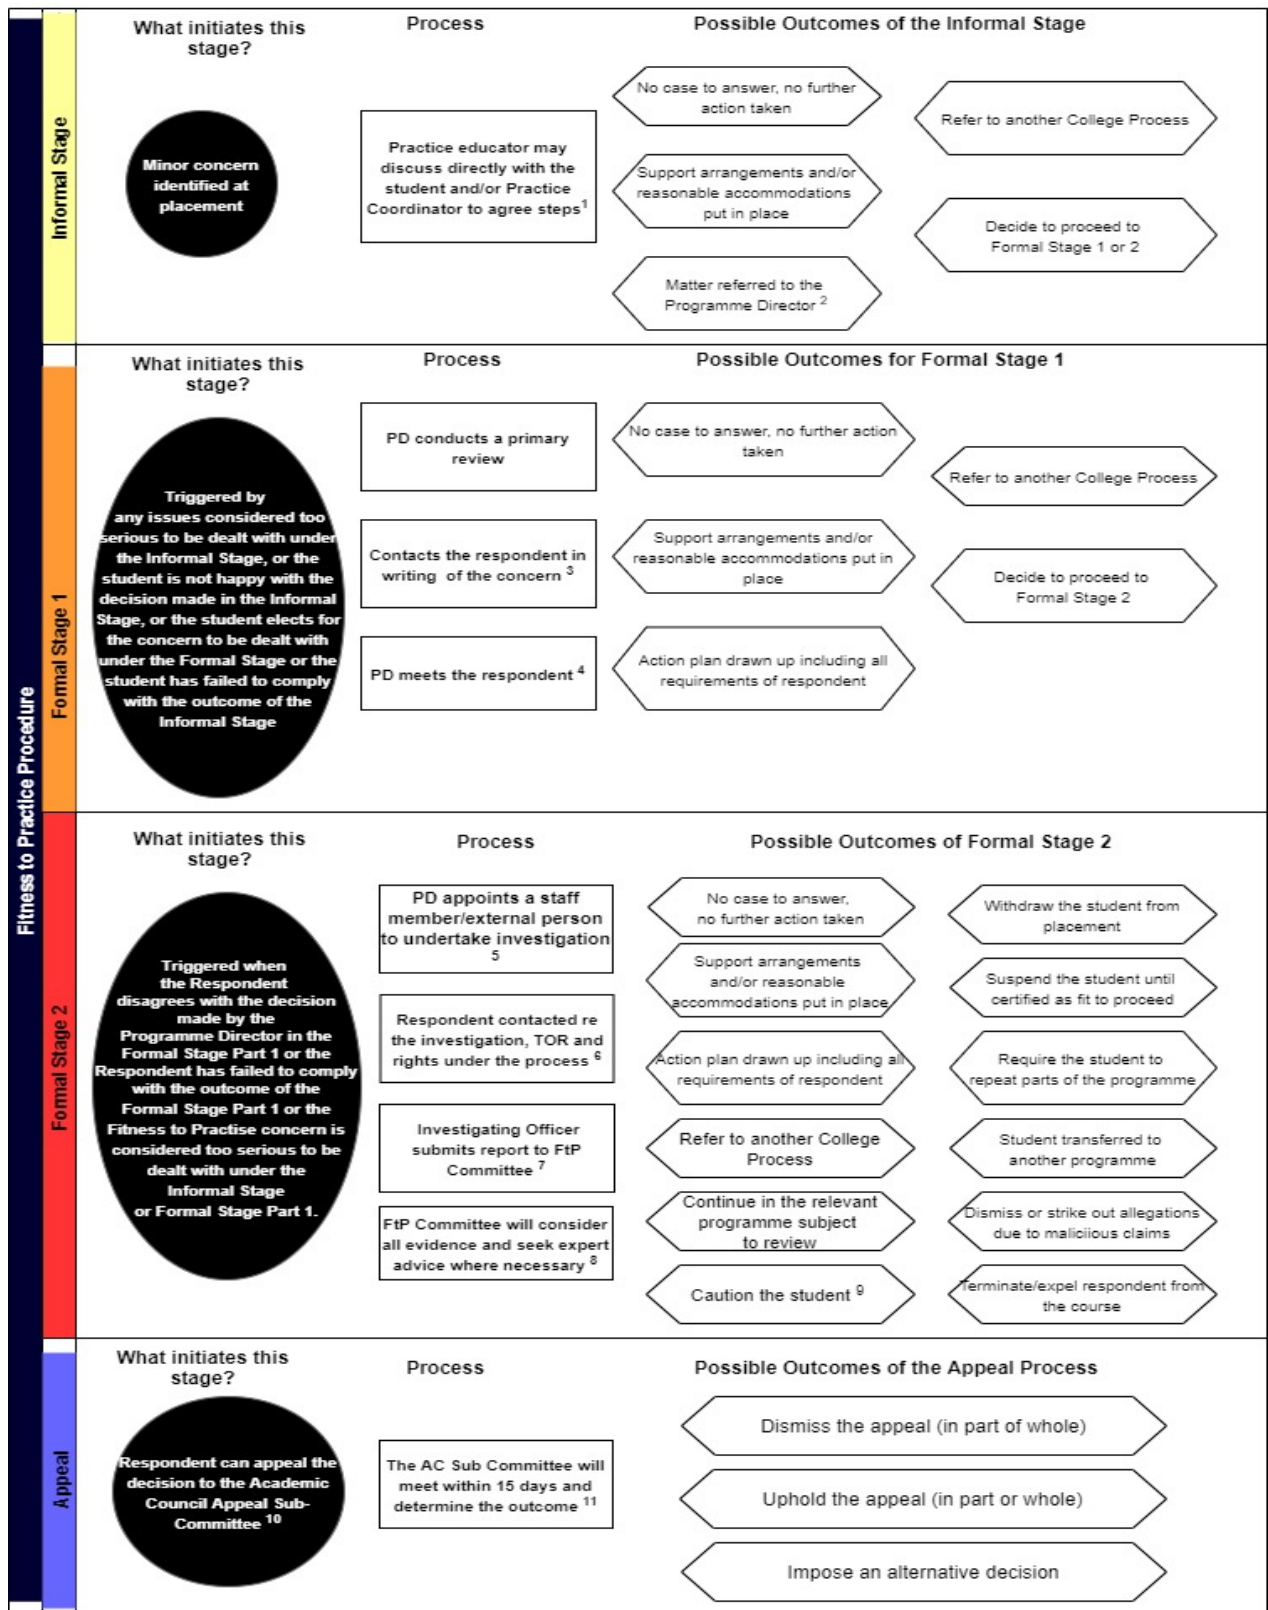 Fitness to Practice Procedure
Informal Stage
What initiates this
stage?
Process
Possible Outcomes of the Informal Stage
Minor concern
identified at
placement
Practice educator may
discuss directly with the
student and/or Practice
Coordinator to agree steps 1
No case to answer, no further
action taken
Support arrangements and/or
reasonable accommodations
put in place
Matter referred to the
Programme Director 2
Refer to another College Process
Decide to proceed to
Formal Stage 1 or 2
Formal Stage 1
What initiates this
stage?
Process
Possible Outcomes for Formal Stage 1
Triggered by
any issues considered too
serious to be dealt with under
the Informal Stage, or the
student is not happy with the
decision made in the Informal
Stage, or the student elects for
the concern to be dealt with
under the Formal Stage or the
student has failed to comply
with the outcome of the
Informal Stage
PD conducts a primary
review
Contacts the respondent in
writing of the concern 3
PD meets the respondent 4
No case to answer, no further action
taken
Support arrangements and/or
reasonable accommodations put in
place
Action plan drawn up including all
requirements of respondent
Refer to another College Process
Decide to proceed to
Formal Stage 2
Formal Stage 2
What initiates this
stage?
Process
Possible Outcomes of Formal Stage 2
Triggered when
the Respondent
disagrees with the decision
made by the
Programme Director in the
Formal Stage Part 1 or the
Respondent has failed to comply
with the outcome of the
Formal Stage Part 1 or the
Fitness to Practise concern is
considered too serious to be
dealt with under the
Informal Stage
or Formal Stage Part 1.
PD appoints a staff
member/external person
to undertake investigation
5
Respondent contacted re
the investigation, TOR and
rights under the process 6
Investigating Officer
submits report to FtP
Committee 7
FtP Committee will consider
all evidence and seek expert
advice where necessary 8
No case to answer,
no further action taken
Support arrangements
and/or reasonable
accommodations put in place
Action plan drawn up including all
requirements of respondent
Refer to another College
Process
Continue in the relevant
programme subject
to review
Caution the student 9
Withdraw the student from
placement
Suspend the student until
certified as fit to proceed
Require the student to
repeat parts of the programme
Student transferred to
another programme
Dismiss or strike out allegations
due to maliciious claims
Terminate/expel respondent from
the course
Appeal
What initiates this
stage?
Process
Possible Outcomes of the Appeal Process
Respondent can appeal the
decision to the Academic
Council Appeal Sub-
Committee 10
The AC Sub Committee will
meet within 15 days and
determine the outcome 11
Dismiss the appeal (in part of whole)
Uphold the appeal (in part or whole)
Impose an alternative decision